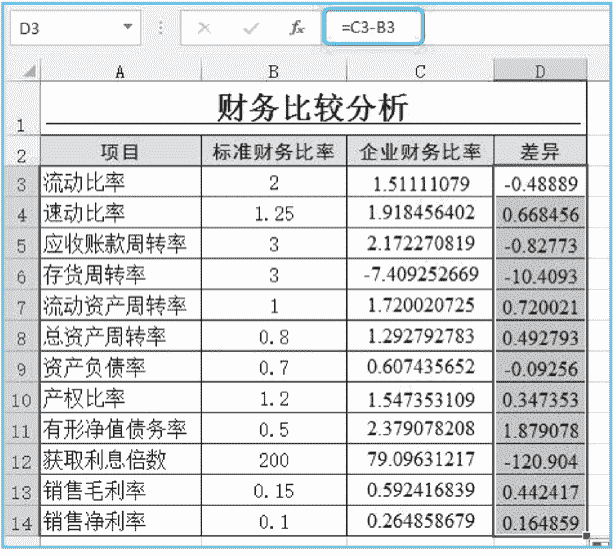 D3 fx =C3-B3
A B C D
1 财务比较分析
2 项目 标准财务比率 企业财务比率 差异
3 流动比率 2 1.51111079 -0.48889
4 速动比率 1.25 1.918456402 0.668456
5 应收账款周转率 3 2.172270819 -0.82773
6 存货周转率 3 -7.409252669 -10.4093
7 流动资产周转率 1 1.720020725 0.720021
8 总资产周转率 0.8 1.292792783 0.492793
9 资产负债率 0.7 0.607435652 -0.09256
10 产权比率 1.2 1.547353109 0.347353
11 有形净值债务率 0.5 2.379078208 1.879078
12 获取利息倍数 200 79.09631217 -120.904
13 销售毛利率 0.15 0.592416839 0.442417
14 销售净利率 0.1 0.264858679 0.164859